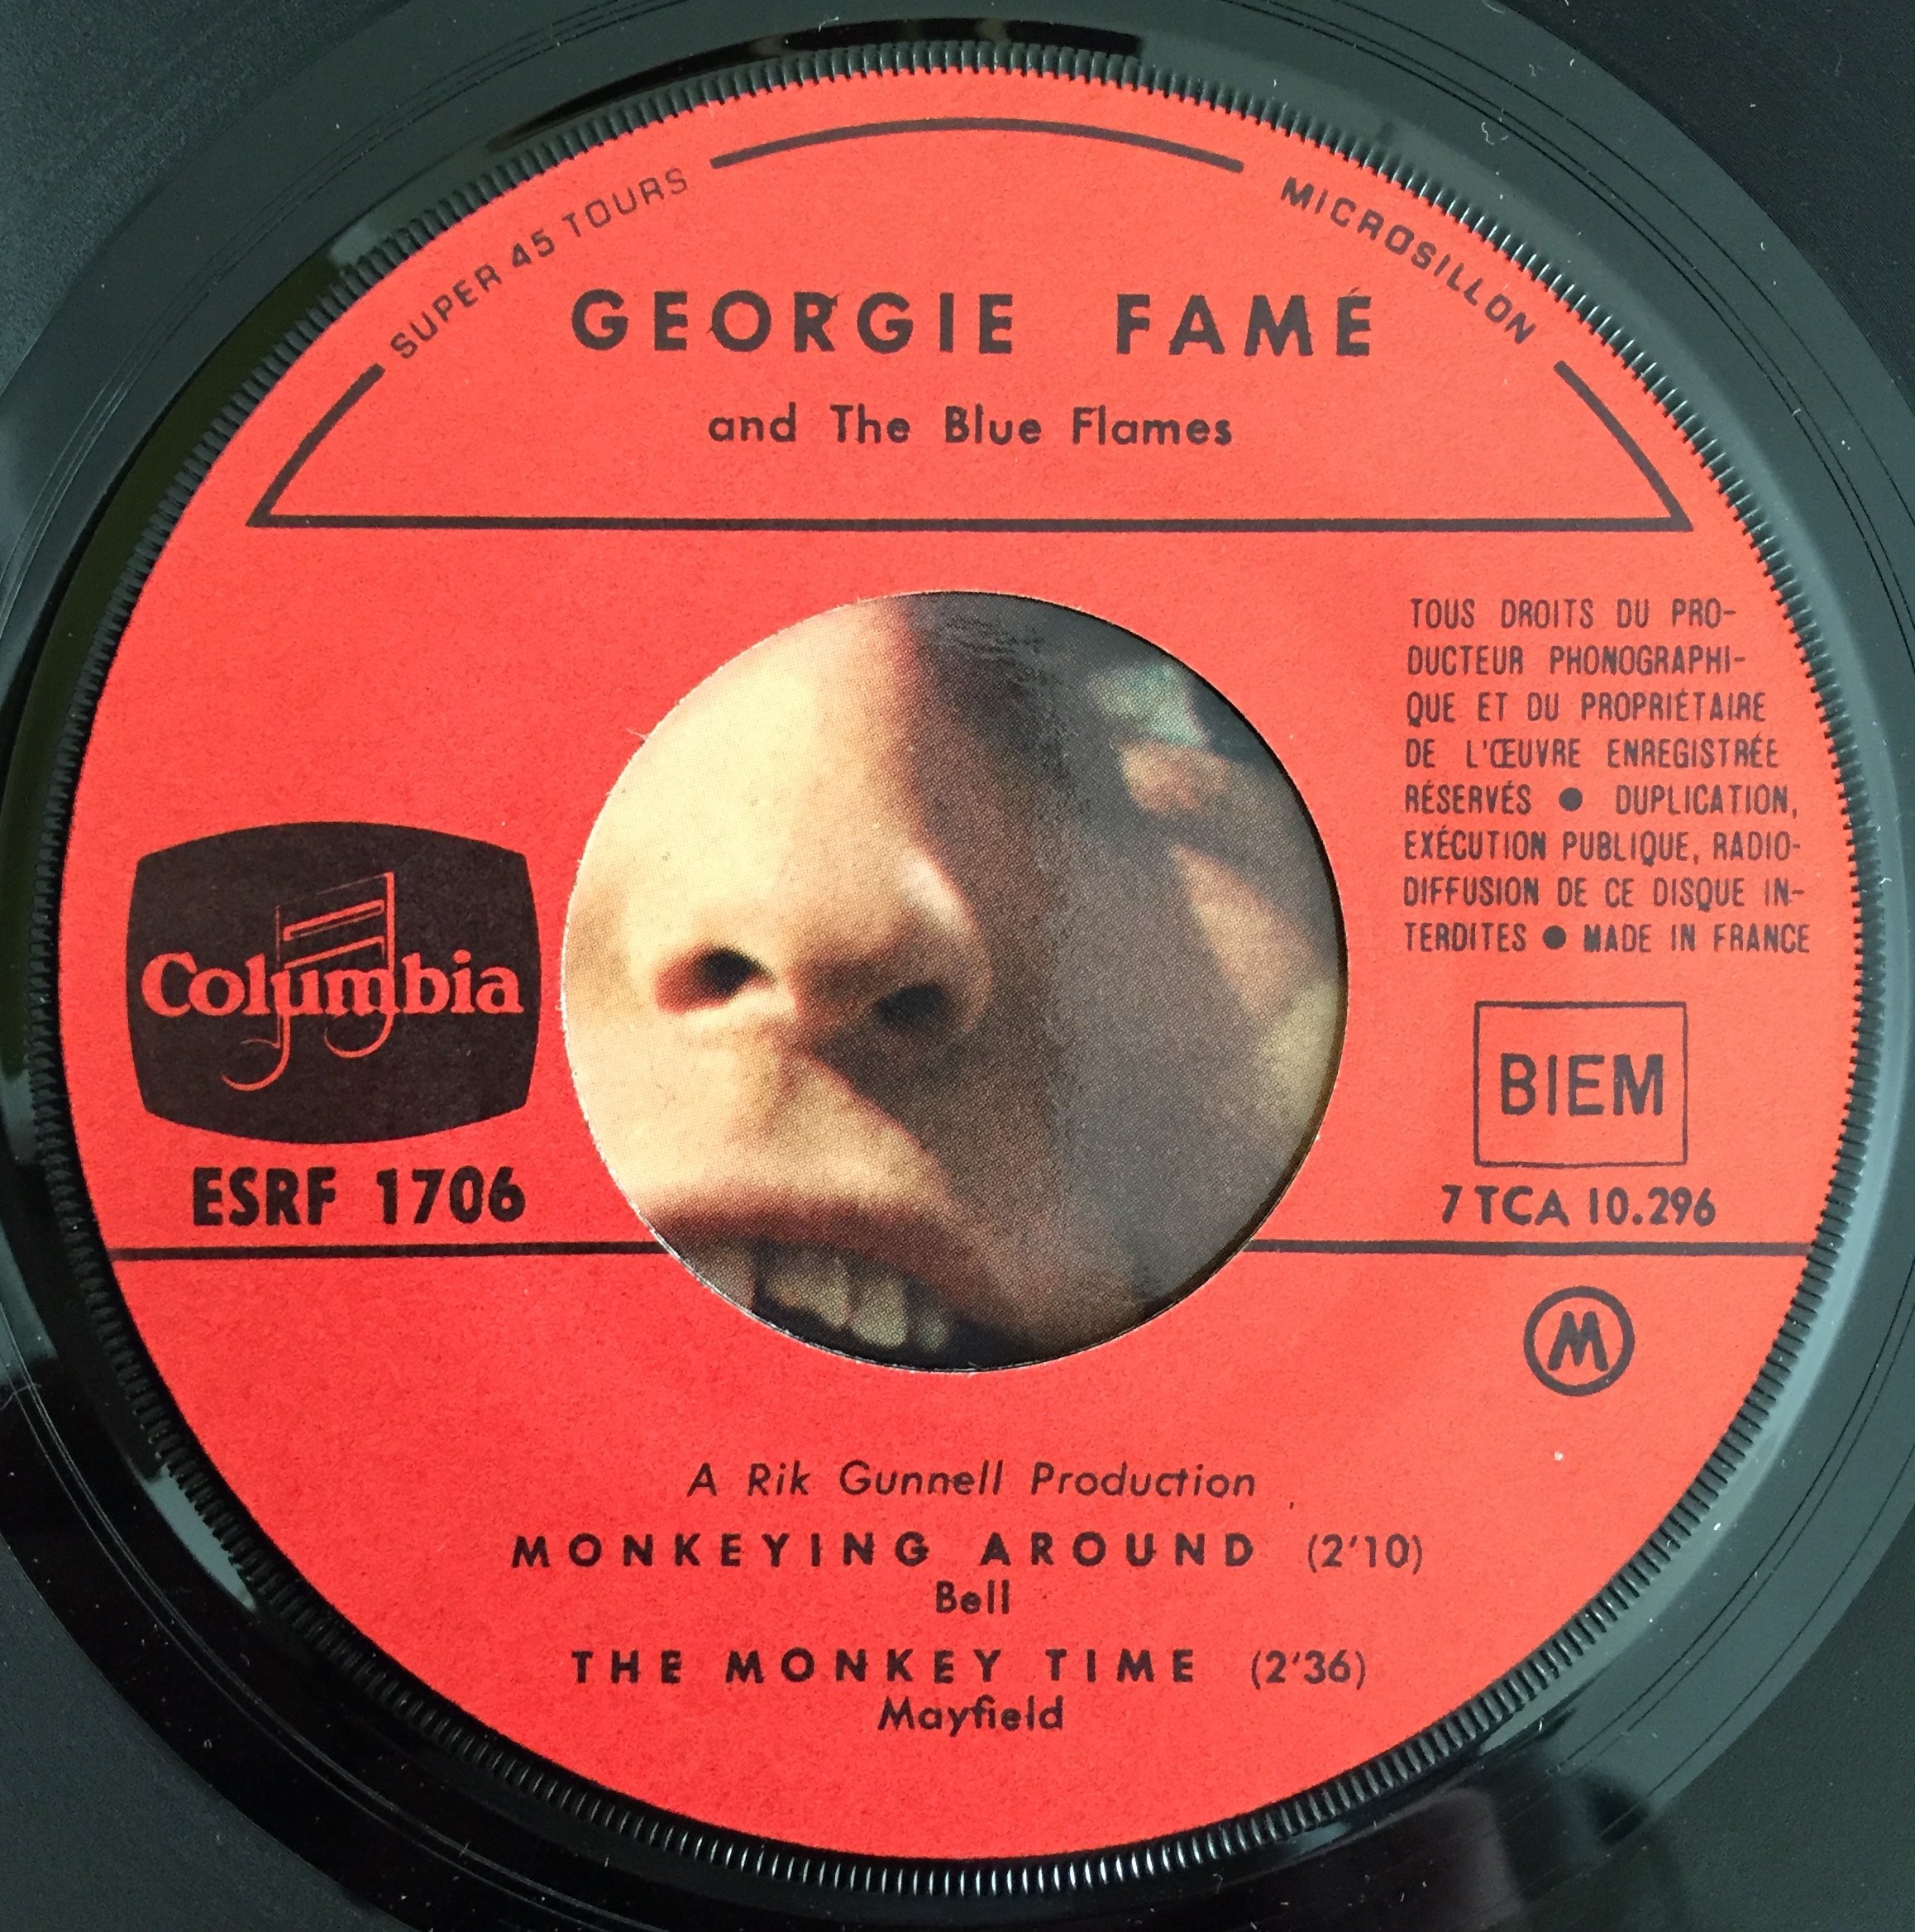 SUPER 45 TOURS
MICROSILLON
GEORGIE FAMÉ
and The Blue Flames
TOUS DROITS DU PRO-
DUCTEUR PHONOGRAPHI-
QUE ET DU PROPRIÉTAIRE
DE L'ŒUVRE ENREGISTRÉE
RÉSERVÉS ● DUPLICATION,
EXÉCUTION PUBLIQUE, RADIO-
DIFFUSION DE CE DISQUE IN-
TERDITES ● MADE IN FRANCE
Columbia
ESRF 1706
BIEM
7 TCA 10.296
M
A Rik Gunnell Production
MONKEYING AROUND (2'10)
Bell
THE MONKEY TIME (2'36)
Mayfield